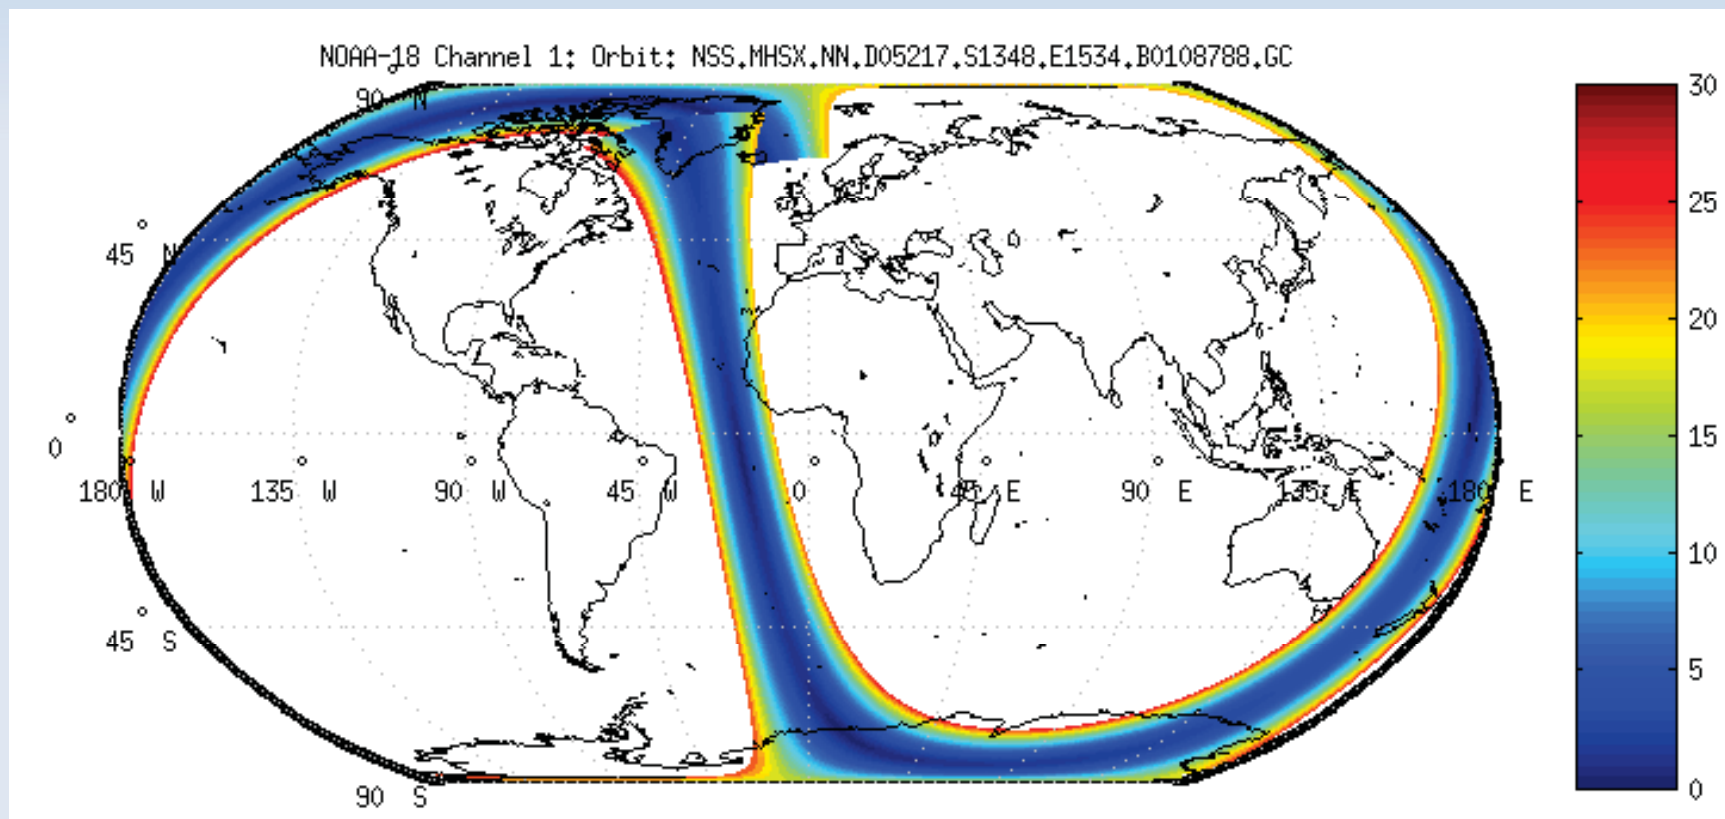 NOAA-18 Channel 1: Orbit: NSS.MHSX.NN.D05217.S1348.E1534.B0108788.GC
90° N
45° N
0°
180° W 135° W 90° W 45° W 0° 45° E 90° E 135° E 180° E
45° S
90° S
30
25
20
15
10
5
0